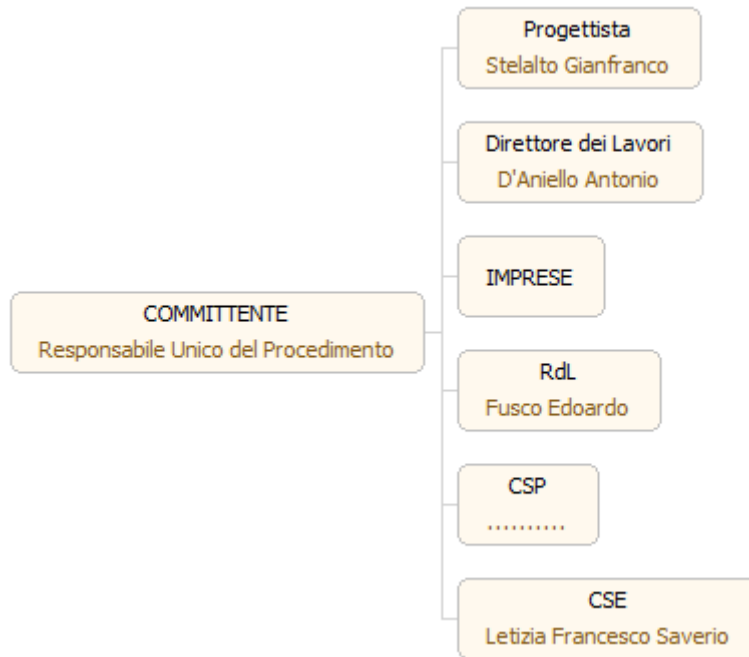 Progettista
Stelalto Gianfranco
Direttore dei Lavori
D'Aniello Antonio
IMPRESE
COMMITTENTE
Responsabile Unico del Procedimento
RdL
Fusco Edoardo
CSP
..........
CSE
Letizia Francesco Saverio